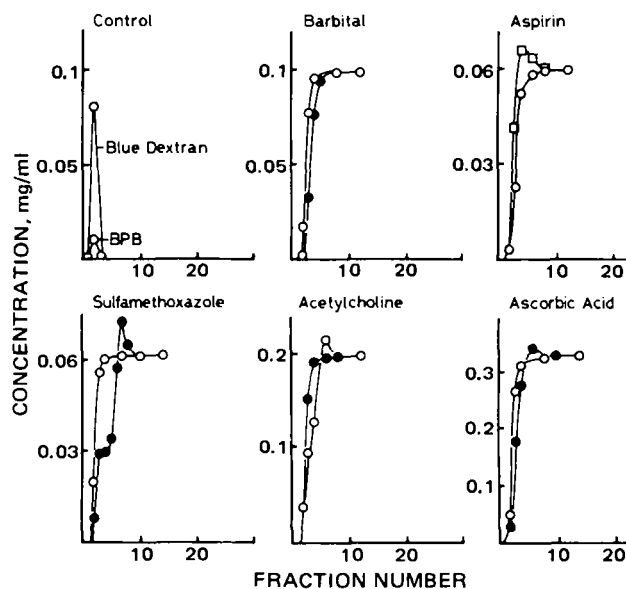 Control
Barbital
Aspirin
0.1
0.05
Blue Dextran
BPB
10
20
0.1
0.05
10
20
0.06
0.03
10
20
Sulfamethoxazole
Acetylcholine
Ascorbic Acid
0.06
0.03
10
20
0.2
0.1
10
20
0.3
0.2
0.1
10
20
CONCENTRATION, mg/ml
FRACTION NUMBER